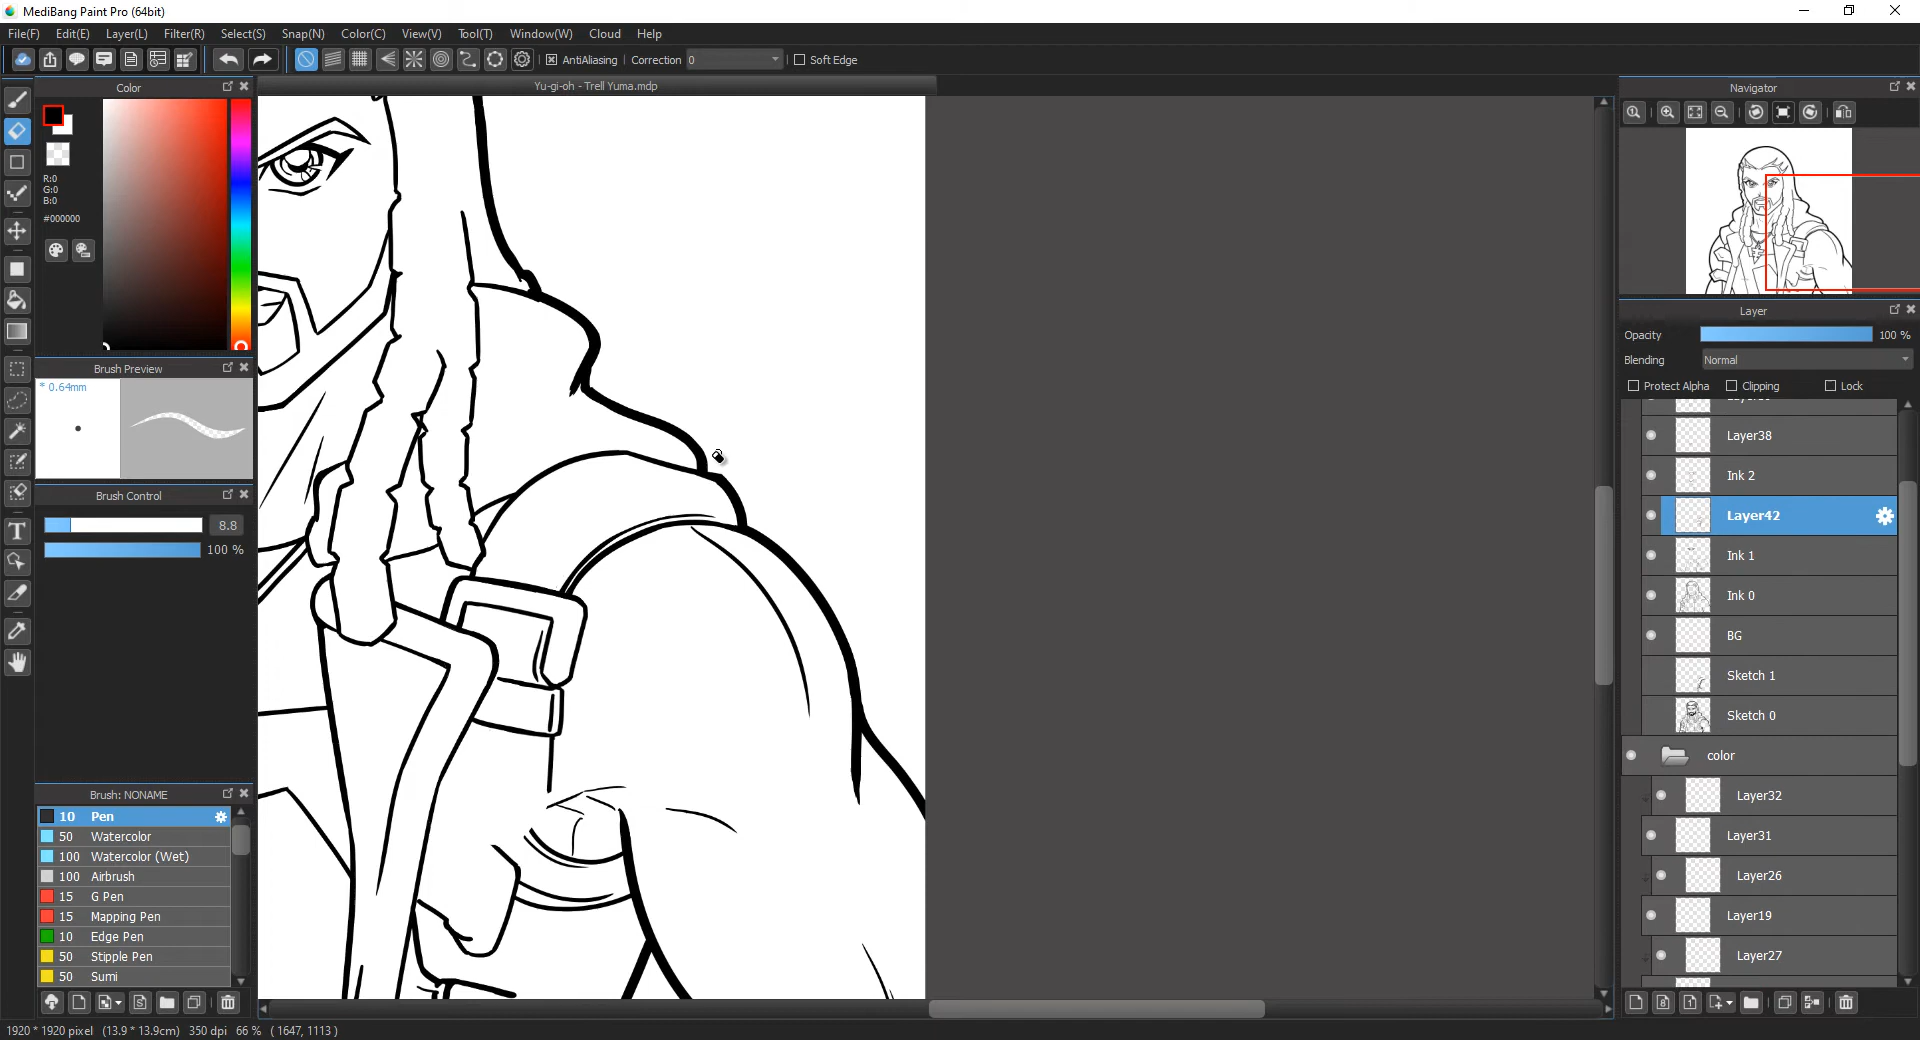 MediBang Paint Pro (64bit)
File(F) Edit(E) Layer(L) Filter(R) Select(S) Snap(N) Color(C) View(V) Tool(T) Window(W) Cloud Help
AntiAliasing Correction 0 Soft Edge
Color
Yu-gi-oh - Trell Yuma.mdp
Navigator
R:0
G:0
B:0
#000000
Layer
Opacity 100 %
Blending Normal
Protect Alpha Clipping Lock
Brush Preview
* 0.64mm
Layer38
Ink 2
Layer42
Ink 1
Ink 0
BG
Sketch 1
Sketch 0
color
Layer32
Layer31
Layer26
Layer19
Layer27
Brush Control
8.8
100 %
Brush: NONAME
10 Pen
50 Watercolor
100 Watercolor (Wet)
100 Airbrush
15 G Pen
15 Mapping Pen
10 Edge Pen
50 Stipple Pen
50 Sumi
1920 * 1920 pixel (13.9 * 13.9cm) 350 dpi 66 % ( 1647, 1113 )